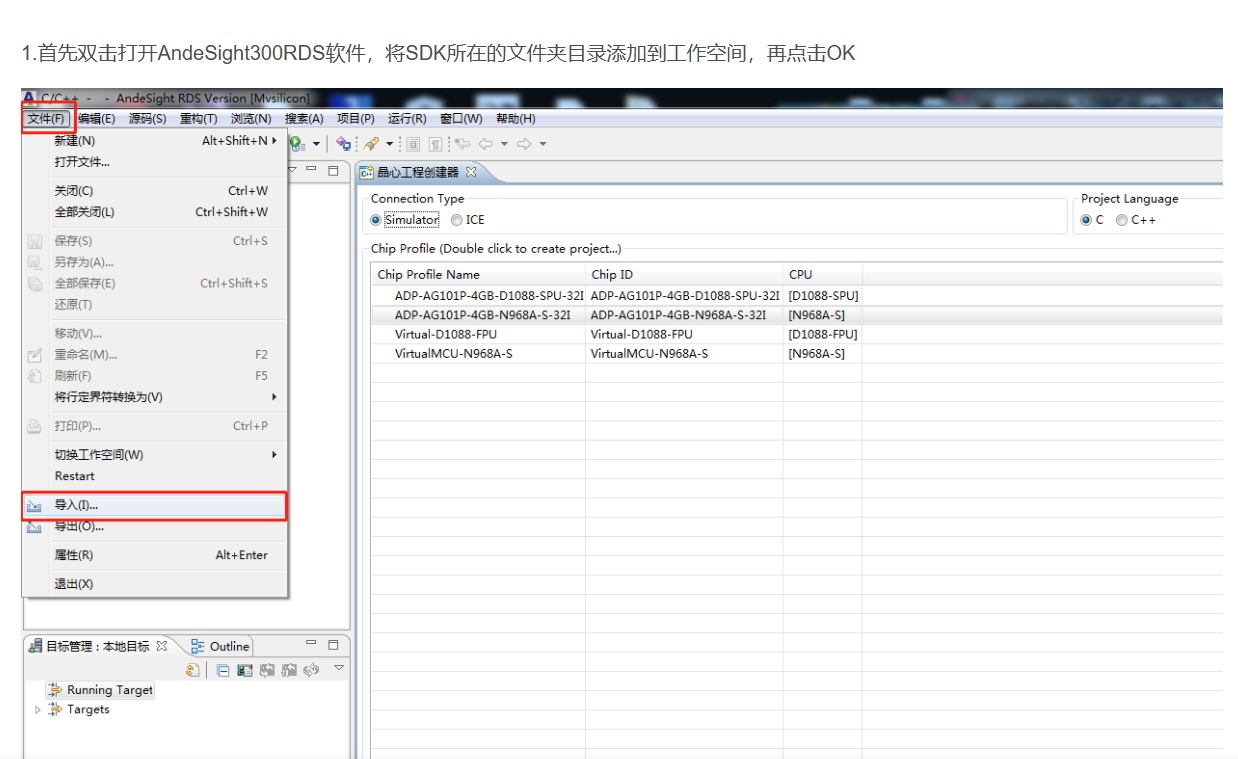 1.首先双击打开AndeSight300RDS软件，将SDK所在的文件夹目录添加到工作空间，再点击OK
C/C++ - - AndeSight RDS Version [Mvsilicon]
文件(F) 编辑(E) 源码(S) 重构(T) 浏览(N) 搜索(A) 项目(P) 运行(R) 窗口(W) 帮助(H)
新建(N) Alt+Shift+N
打开文件...
关闭(C) Ctrl+W
全部关闭(L) Ctrl+Shift+W
保存(S) Ctrl+S
另存为(A)...
全部保存(E) Ctrl+Shift+S
还原(T)
移动(V)...
重命名(M)... F2
刷新(F) F5
将行定界符转换为(V)
打印(P)... Ctrl+P
切换工作空间(W)
Restart
导入(I)...
导出(O)...
属性(R) Alt+Enter
退出(X)
晶心工程创建器
Connection Type
Simulator ICE
Project Language
C C++
Chip Profile (Double click to create project...)
Chip Profile Name Chip ID CPU
ADP-AG101P-4GB-D1088-SPU-32I ADP-AG101P-4GB-D1088-SPU-32I [D1088-SPU]
ADP-AG101P-4GB-N968A-S-32I ADP-AG101P-4GB-N968A-S-32I [N968A-S]
Virtual-D1088-FPU Virtual-D1088-FPU [D1088-FPU]
VirtualMCU-N968A-S VirtualMCU-N968A-S [N968A-S]
目标管理：本地目标 Outline
Running Target
Targets